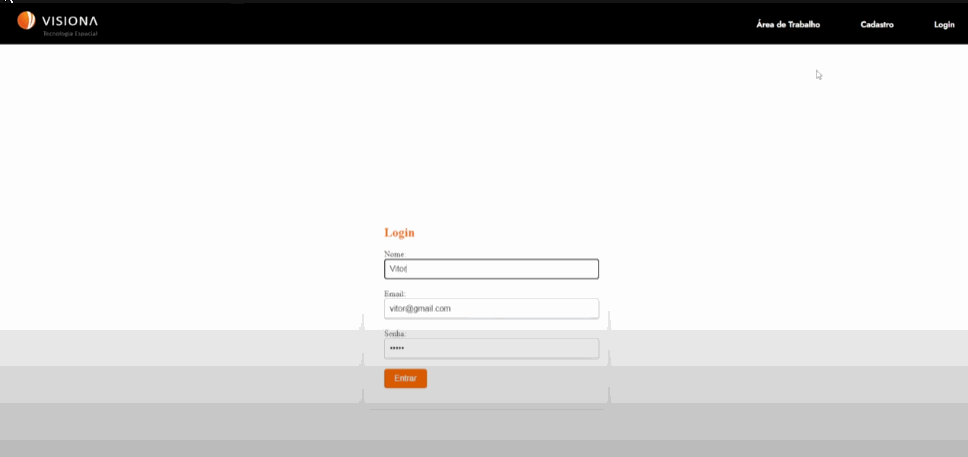 VISIONA
Tecnologia Espacial
Área de Trabalho
Cadastro
Login
Login
Nome
Vitor
Email:
vitor@gmail.com
Senha:
•••••
Entrar